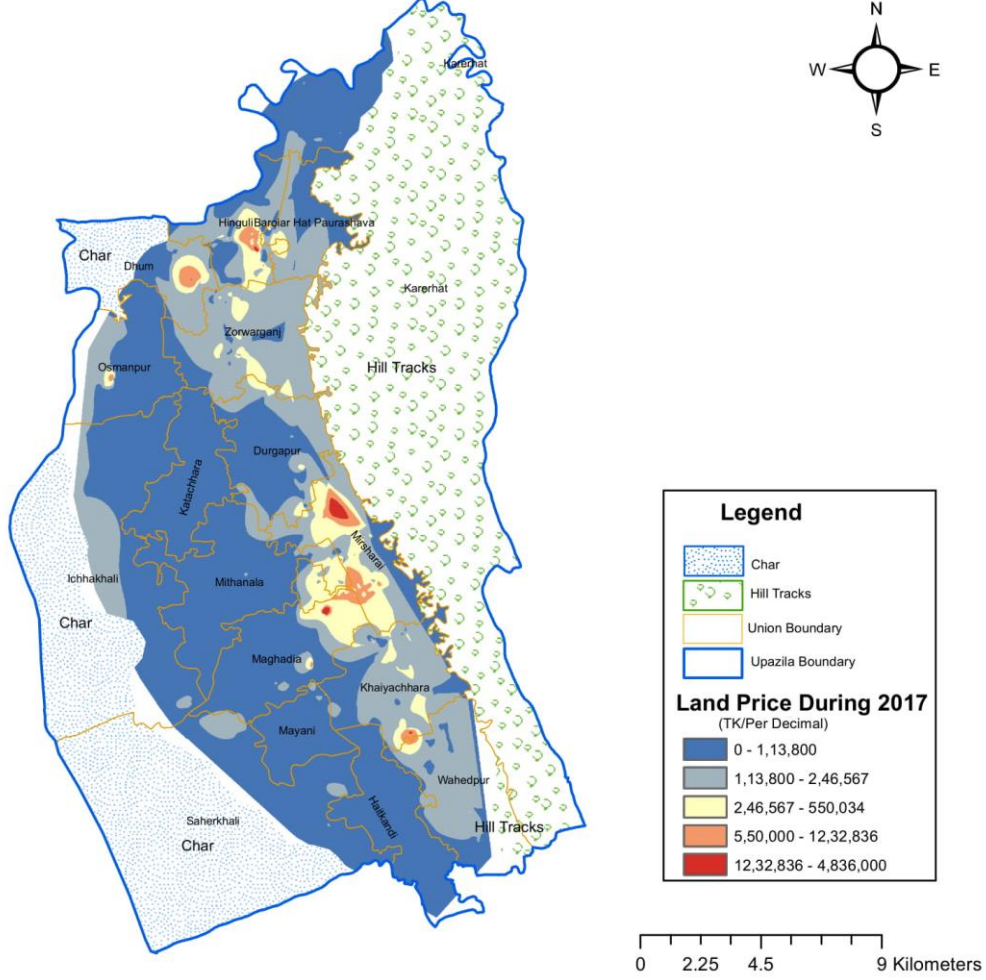 N
W E
S
Karerhat
Hinguli Baroiar Hat Paurashava
Char
Dhum
Karerhat
Zorwarganj
Osmanpur
Hill Tracks
Durgapur
Katachhara
Mirsharai
Ichhakhali
Mithanala
Char
Maghadia
Khaiyachhara
Mayani
Wahedpur
Haitkandi
Saherkhali
Char
Hill Tracks
Legend
Char
Hill Tracks
Union Boundary
Upazila Boundary
Land Price During 2017
(TK/Per Decimal)
0 - 1,13,800
1,13,800 - 2,46,567
2,46,567 - 550,034
5,50,000 - 12,32,836
12,32,836 - 4,836,000
0 2.25 4.5 9 Kilometers